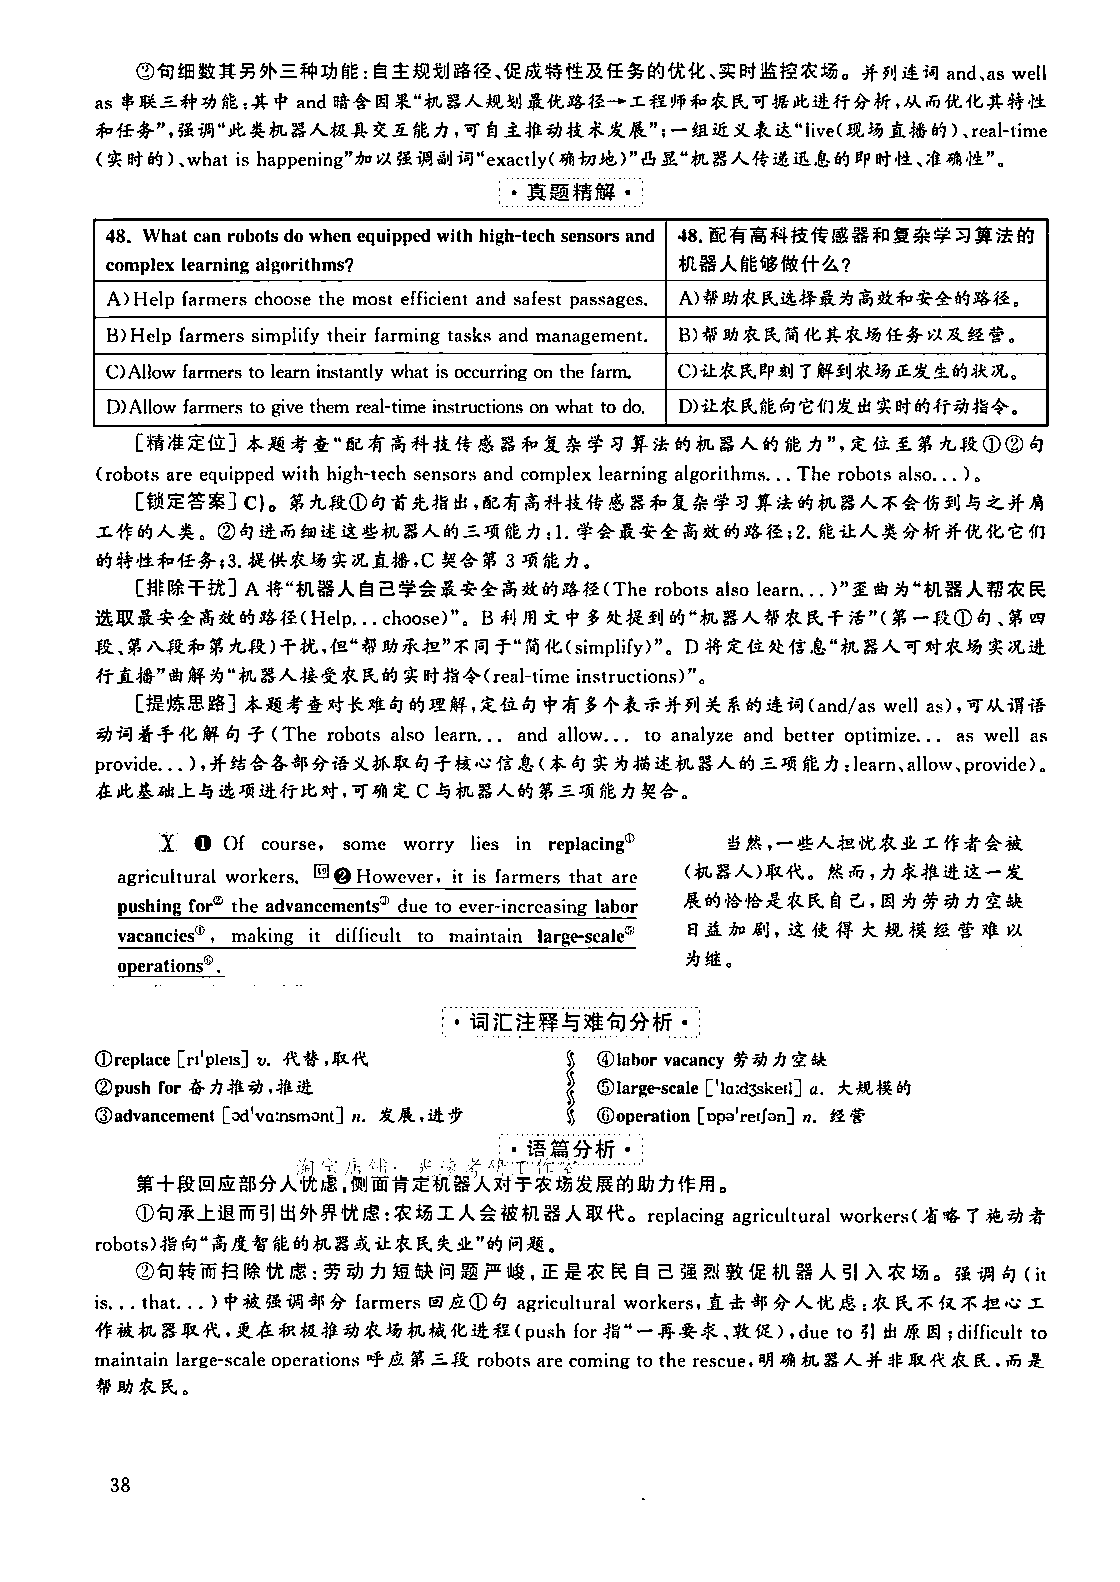 ②句细数其另外三种功能:自主规划路径、促成特性及任务的优化、实时监控农场。并列连词 and、as well
as 串联三种功能;其中 and 暗含因果“机器人规划最优路径→工程师和农民可据此进行分析,从而优化其特性
和任务”,强调“此类机器人极具交互能力,可自主推动技术发展”;一组近义表达“live(现场直播的)、real-time
(实时的)、what is happening”加以强调副词“exactly(确切地)”凸显“机器人传递讯息的即时性、准确性”。
·真题精解·
48. What can robots do when equipped with high-tech sensors and complex learning algorithms?
48.配有高科技传感器和复杂学习算法的机器人能够做什么?
A)Help farmers choose the most efficient and safest passages.
A)帮助农民选择最为高效和安全的路径。
B)Help farmers simplify their farming tasks and management.
B)帮助农民简化其农场任务以及经营。
C)Allow farmers to learn instantly what is occurring on the farm.
C)让农民即刻了解到农场正发生的状况。
D)Allow farmers to give them real-time instructions on what to do.
D)让农民能向它们发出实时的行动指令。
[精准定位]本题考查“配有高科技传感器和复杂学习算法的机器人的能力”,定位至第九段①②句
(robots are equipped with high-tech sensors and complex learning algorithms... The robots also...)。
[锁定答案]C)。第九段①句首先指出,配有高科技传感器和复杂学习算法的机器人不会伤到与之并肩
工作的人类。②句进而细述这些机器人的三项能力:1.学会最安全高效的路径;2.能让人类分析并优化它们
的特性和任务;3.提供农场实况直播,C 契合第 3 项能力。
[排除干扰]A 将“机器人自己学会最安全高效的路径(The robots also learn...)”歪曲为“机器人帮农民
选取最安全高效的路径(Help...choose)”。B 利用文中多处提到的“机器人帮农民干活”(第一段①句、第四
段、第八段和第九段)干扰,但“帮助承担”不同于“简化(simplify)”。D 将定位处信息“机器人可对农场实况进
行直播”曲解为“机器人接受农民的实时指令(real-time instructions)”。
[提炼思路]本题考查对长难句的理解,定位句中有多个表示并列关系的连词(and/as well as),可从谓语
动词着手化解句子(The robots also learn... and allow... to analyze and better optimize... as well as
provide...),并结合各部分语义抓取句子核心信息(本句实为描述机器人的三项能力:learn、allow、provide)。
在此基础上与选项进行比对,可确定 C 与机器人的第三项能力契合。
X ❶ Of course, some worry lies in replacing①
agricultural workers. [49]❷However, it is farmers that are
pushing for② the advancements③ due to ever-increasing labor
vacancies④, making it difficult to maintain large-scale⑤
operations⑥.
当然,一些人担忧农业工作者会被
(机器人)取代。然而,力求推进这一发
展的恰恰是农民自己,因为劳动力空缺
日益加剧,这使得大规模经营难以
为继。
·词汇注释与难句分析·
①replace [rɪˈpleɪs] v. 代替,取代
②push for 奋力推动,推进
③advancement [ədˈvɑːnsmənt] n. 发展,进步
④labor vacancy 劳动力空缺
⑤large-scale [ˈlɑːdʒskeɪl] a. 大规模的
⑥operation [ɒpəˈreɪʃən] n. 经营
·语篇分析·
第十段回应部分人忧虑,侧面肯定机器人对于农场发展的助力作用。
①句承上退而引出外界忧虑:农场工人会被机器人取代。replacing agricultural workers(省略了施动者
robots)指向“高度智能的机器或让农民失业”的问题。
②句转而扫除忧虑:劳动力短缺问题严峻,正是农民自己强烈敦促机器人引入农场。强调句(it
is...that...)中被强调部分 farmers 回应①句 agricultural workers,直击部分人忧虑:农民不仅不担心工
作被机器取代,更在积极推动农场机械化进程(push for 指“一再要求、敦促),due to 引出原因;difficult to
maintain large-scale operations 呼应第三段 robots are coming to the rescue,明确机器人并非取代农民,而是
帮助农民。
38